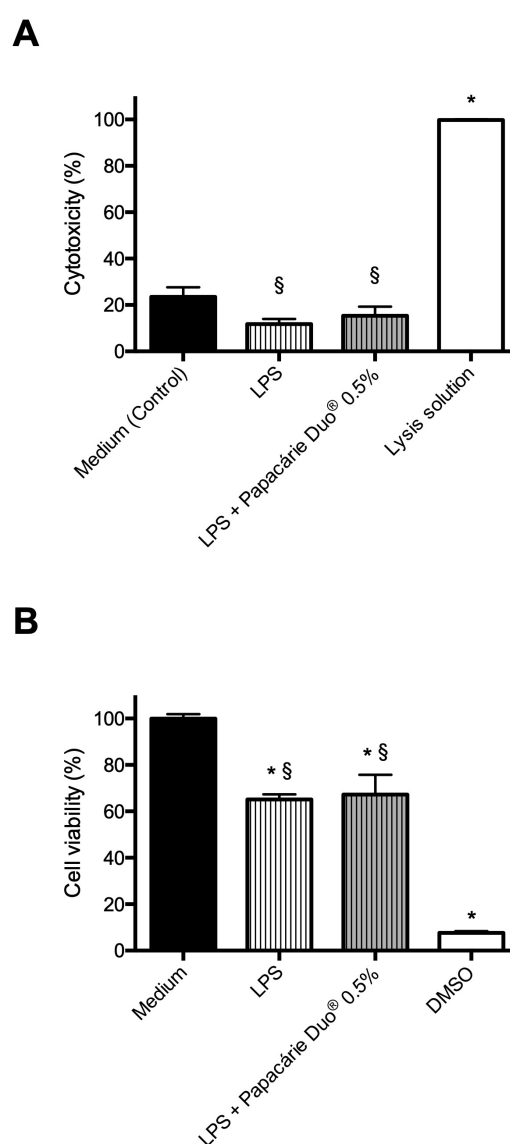 A
Cytotoxicity (%)
100
80
60
40
20
0
§
§
*
Medium (Control)
LPS
LPS + Papacárie Duo® 0.5%
Lysis solution
B
Cell viability (%)
100
80
60
40
20
0
* §
* §
*
Medium
LPS
LPS + Papacárie Duo® 0.5%
DMSO